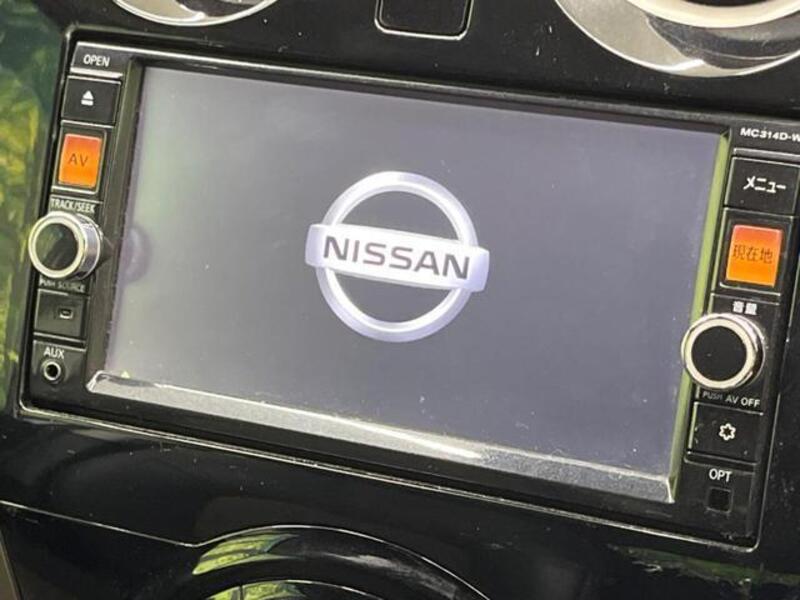 OPEN
MC314D-W
AV
メニュー
TRACK/SEEK
NISSAN
現在地
PUSH SOURCE
音量
AUX
PUSH AV OFF
OPT